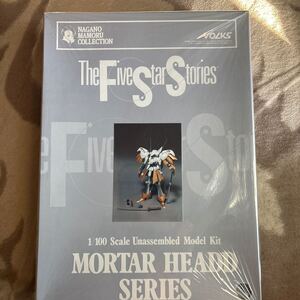 NAGANO
MAMORU
COLLECTION
VOLKS
The Five Star Stories
1/100 Scale Unassembled Model Kit
MORTAR HEADD
SERIES